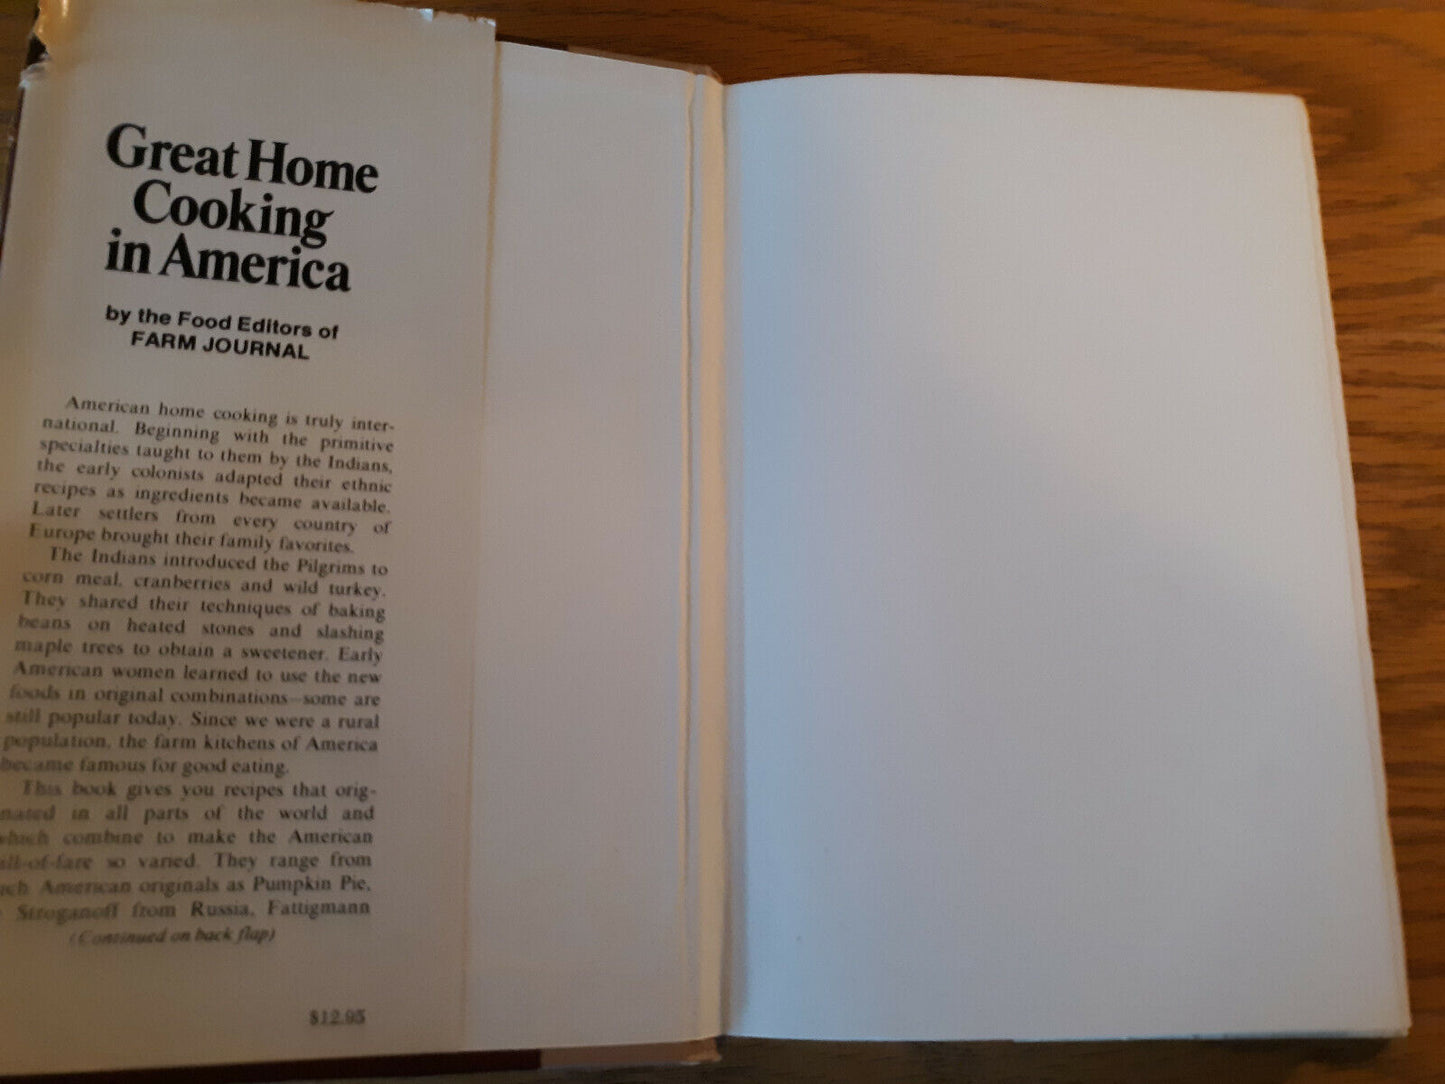 Great Home
Cooking
in America
by the Food Editors of
FARM JOURNAL
American home cooking is truly inter-
national. Beginning with the primitive
specialties taught to them by the Indians,
the early colonists adapted their ethnic
recipes as ingredients became available.
Later settlers from every country of
Europe brought their family favorites.
The Indians introduced the Pilgrims to
corn meal, cranberries and wild turkey.
They shared their techniques of baking
beans on heated stones and slashing
maple trees to obtain a sweetener. Early
American women learned to use the new
foods in original combinations—some are
still popular today. Since we were a rural
population, the farm kitchens of America
became famous for good eating.
This book gives you recipes that orig-
nated in all parts of the world and
which combine to make the American
ill-of-fare so varied. They range from
uch American originals as Pumpkin Pie,
Stroganoff from Russia, Fattigmann
(Continued on back flap)
$12.95